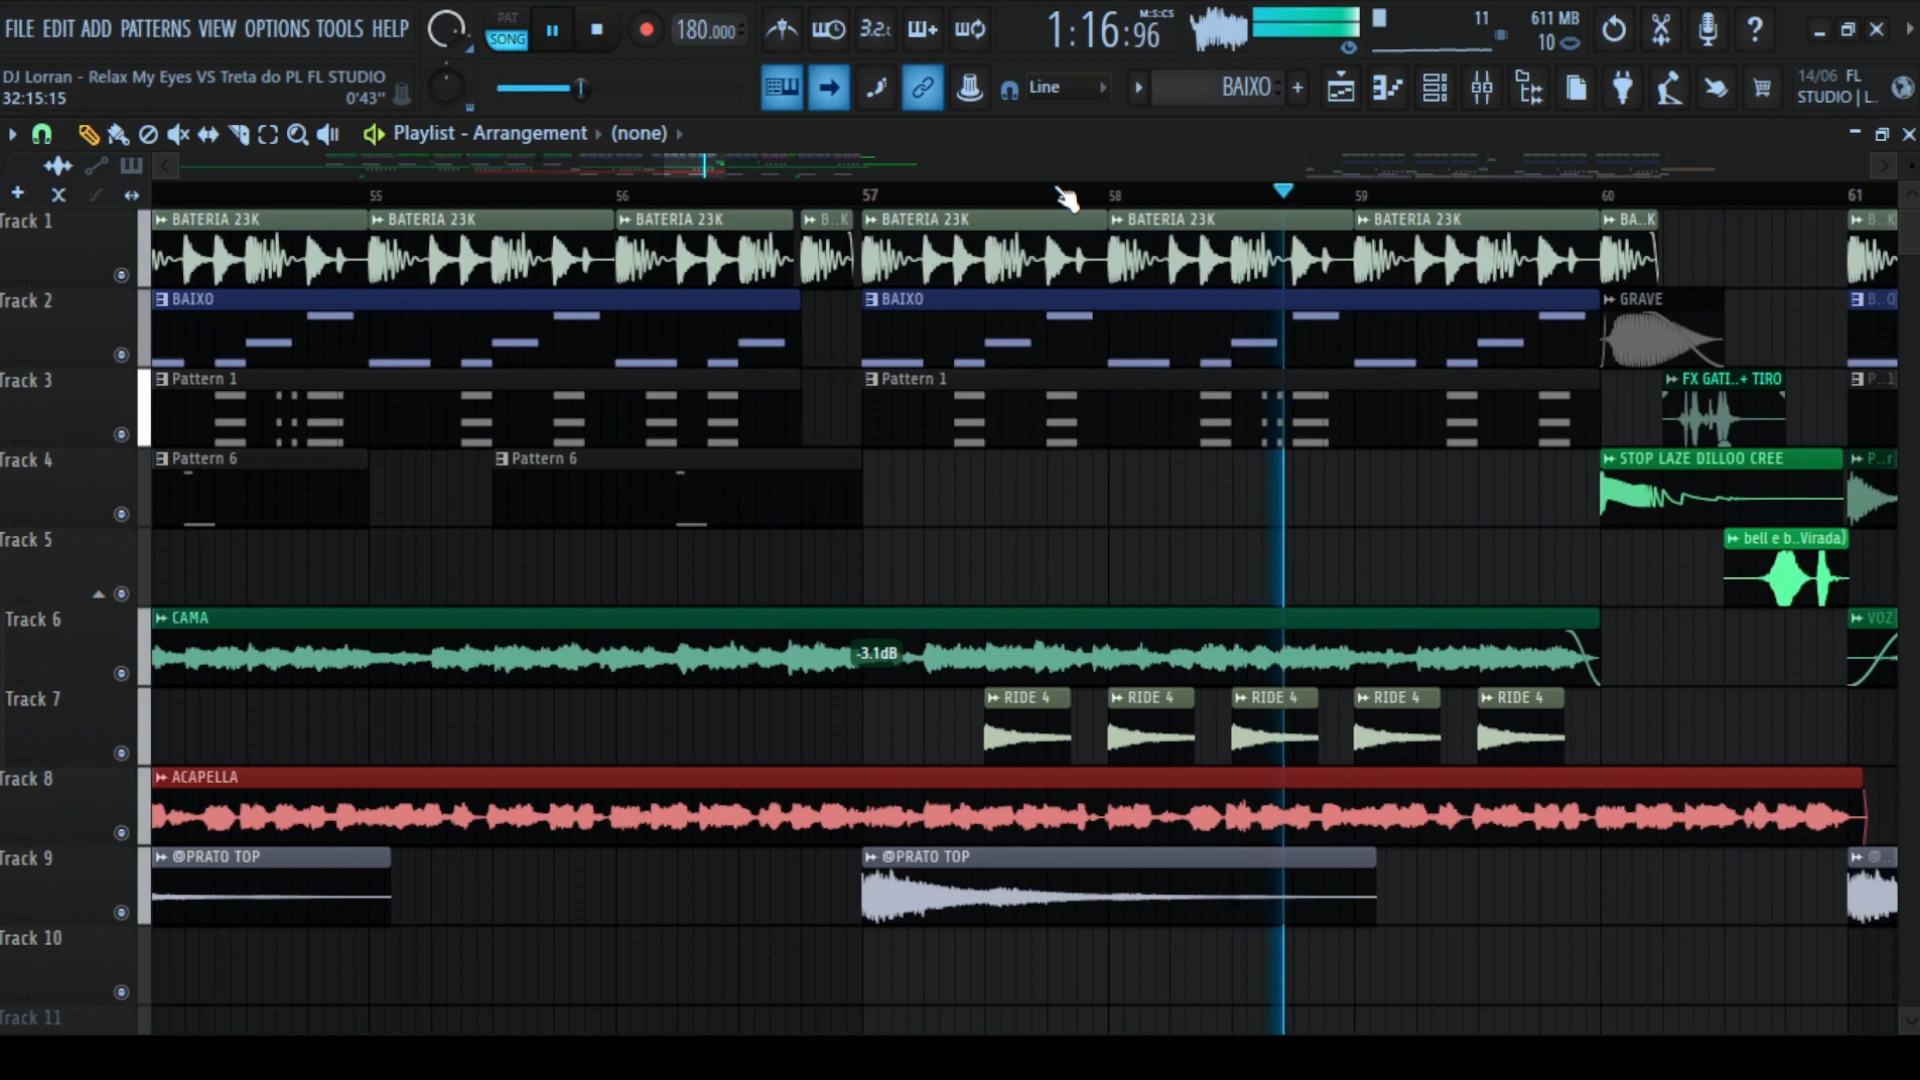 FILE EDIT ADD PATTERNS VIEW OPTIONS TOOLS HELP
PAT
SONG
180.000
3.2
1:16:96
M:S:CS
11
611 MB
10
DJ Lorran - Relax My Eyes VS Treta do PL FL STUDIO
32:15:15
0'43"
Line
BAIXO
14/06 FL
STUDIO | L..
Playlist - Arrangement
(none)
55
56
57
58
59
60
61
Track 1
BATERIA 23K
BATERIA 23K
BATERIA 23K
B..K
BATERIA 23K
BATERIA 23K
BATERIA 23K
BA..K
B..K
Track 2
BAIXO
BAIXO
GRAVE
B..O
Track 3
Pattern 1
Pattern 1
FX GATI..+ TIRO
P..1
Track 4
Pattern 6
Pattern 6
STOP LAZE DILLOO CREE
P..r
Track 5
bell e b..Virada)
Track 6
CAMA
-3.1dB
VOZ
Track 7
RIDE 4
RIDE 4
RIDE 4
RIDE 4
RIDE 4
Track 8
ACAPELLA
Track 9
@PRATO TOP
@PRATO TOP
@..
Track 10
Track 11